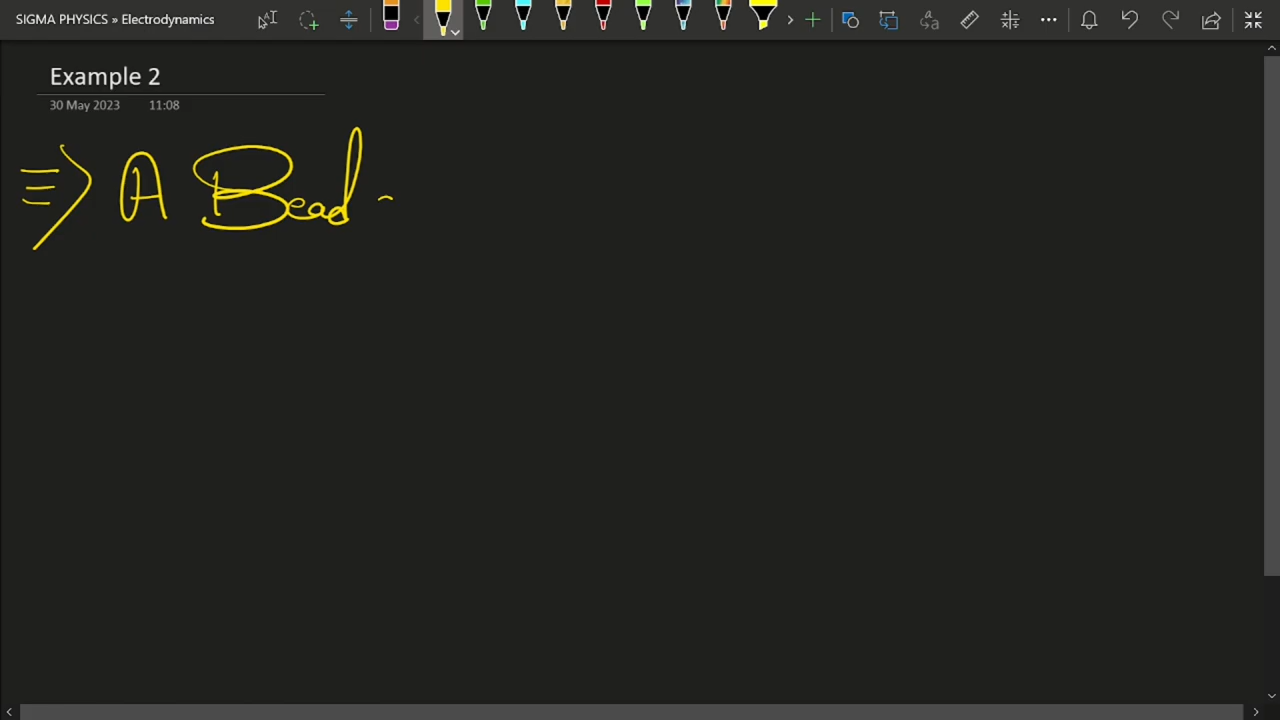 SIGMA PHYSICS » Electrodynamics
Example 2
30 May 2023 11:08
⇒ A Bead